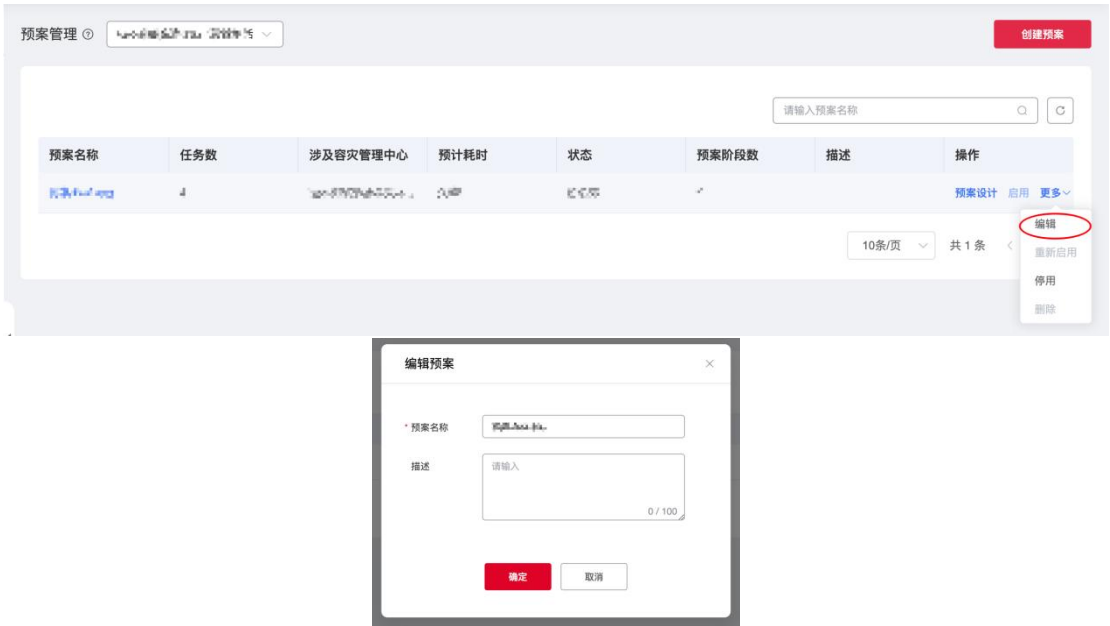 预案管理
创建预案
请输入预案名称
预案名称 任务数 涉及容灾管理中心 预计耗时 状态 预案阶段数 描述 操作
4 预案设计 启用 更多
编辑
10条/页 共 1 条
重新启用
停用
删除
编辑预案
* 预案名称
描述 请输入
0 / 100
确定 取消